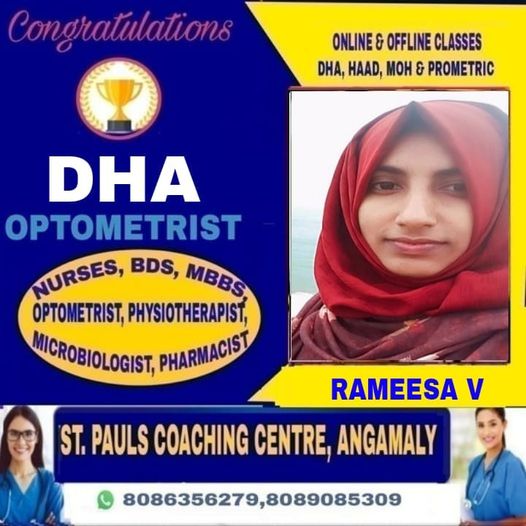 Congratulations
ONLINE & OFFLINE CLASSES
DHA, HAAD, MOH & PROMETRIC
DHA
OPTOMETRIST
NURSES, BDS, MBBS,
OPTOMETRIST, PHYSIOTHERAPIST,
MICROBIOLOGIST, PHARMACIST
RAMEESA V
ST. PAULS COACHING CENTRE, ANGAMALY
8086356279,8089085309